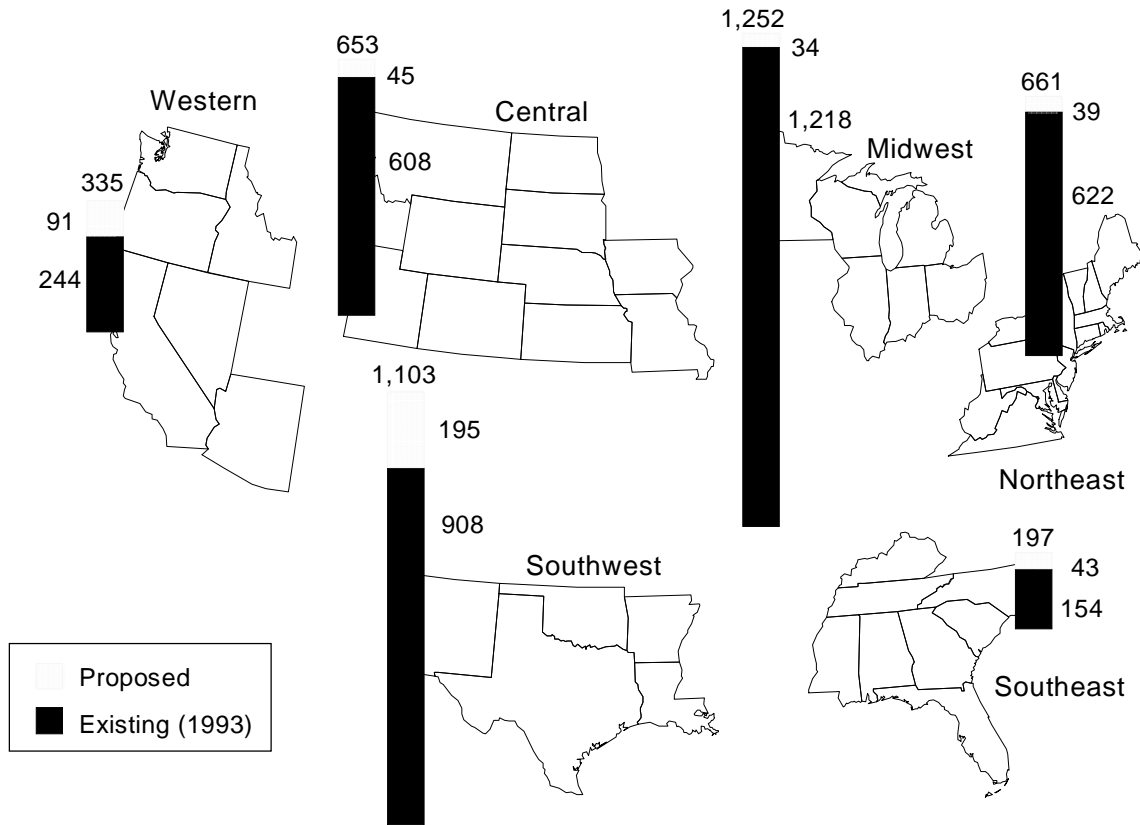 Western
335
91
244
653
45
608
Central
1,252
34
1,218
Midwest
661
39
622
Northeast
1,103
195
908
Southwest
197
43
154
Southeast
Proposed
Existing (1993)